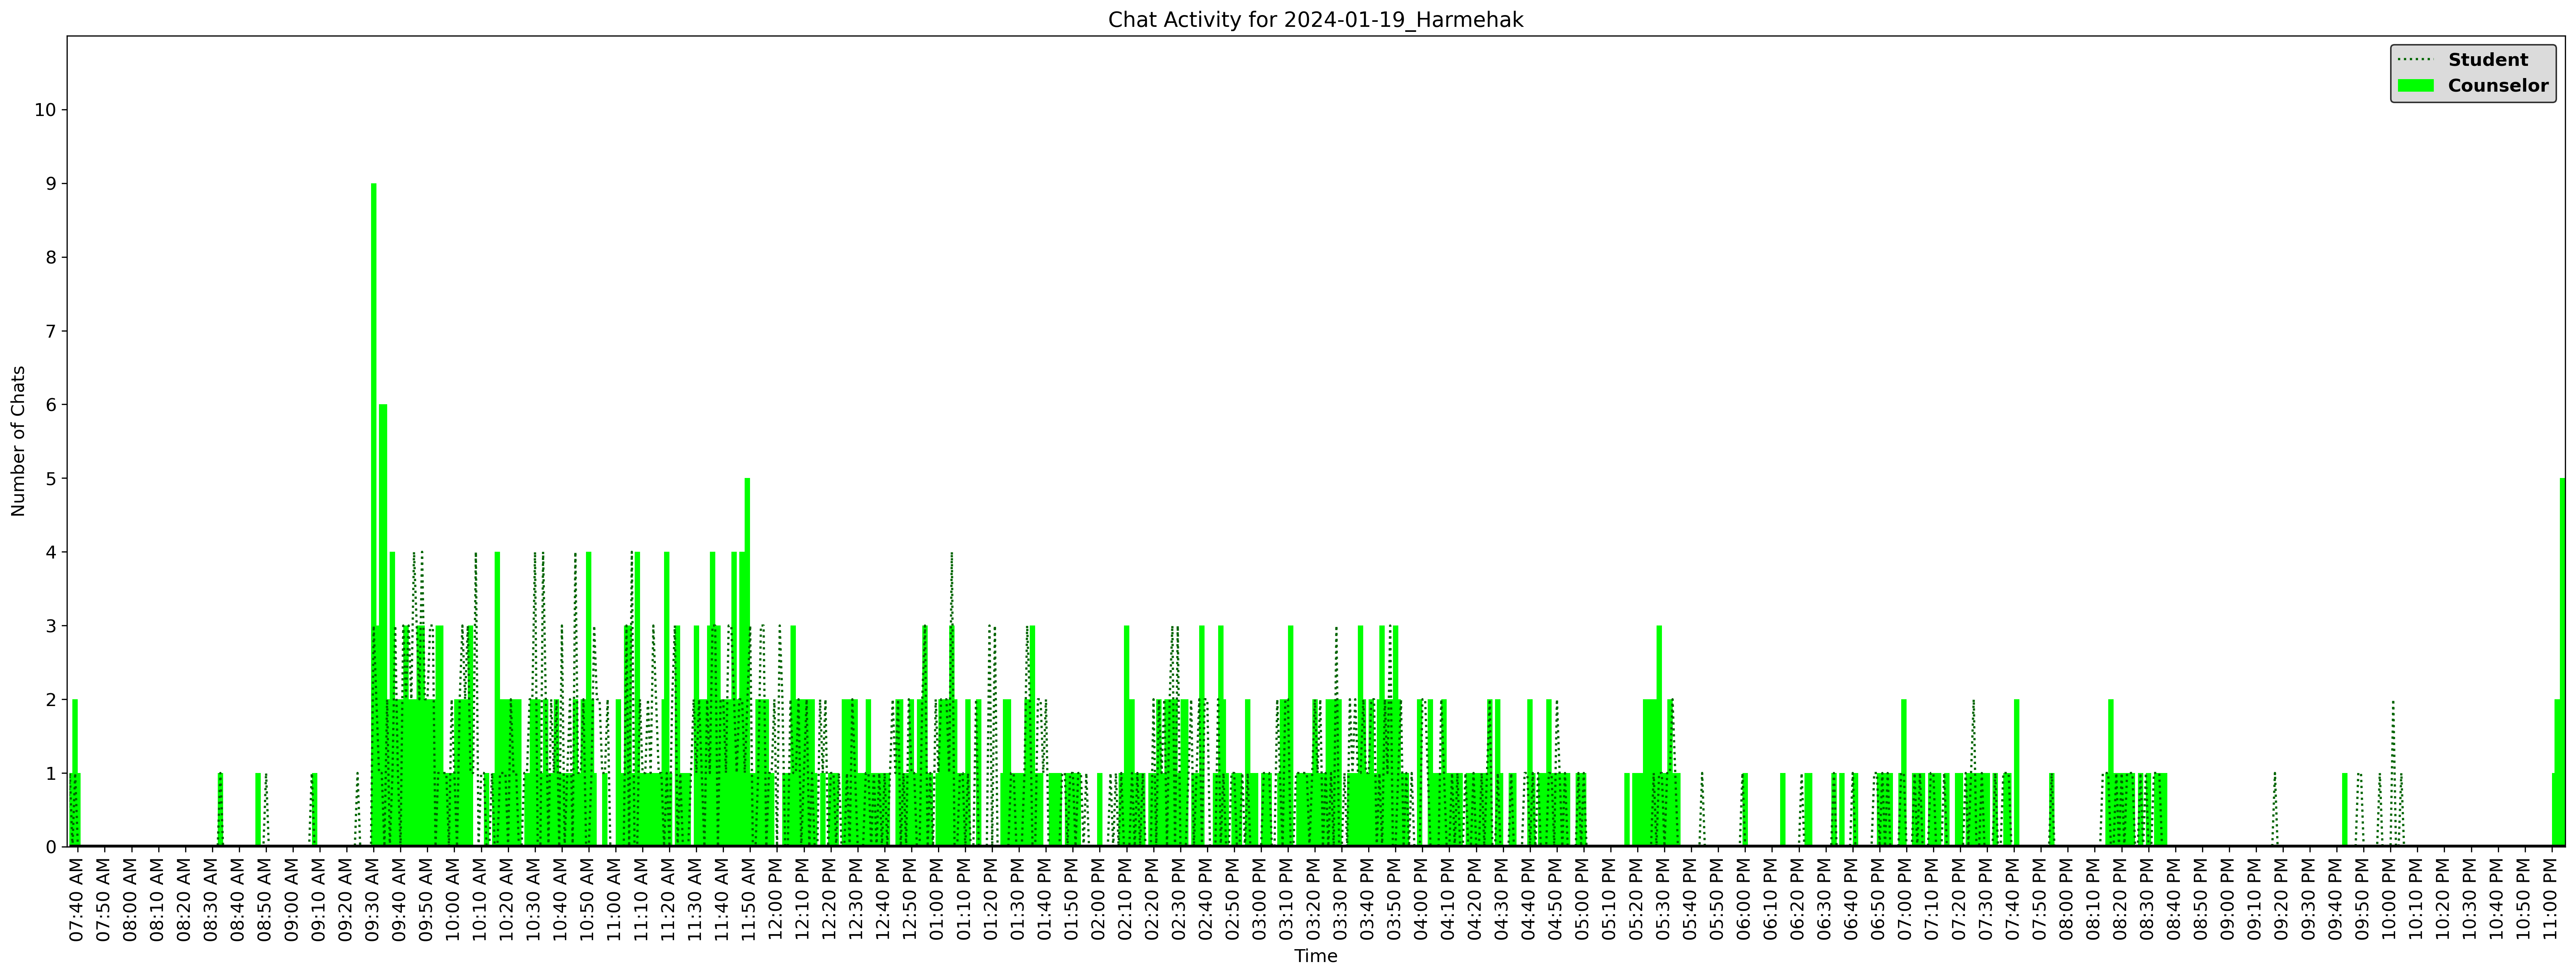 Chat Activity for 2024-01-19_Harmehak
Student
Counselor
Number of Chats
10
9
8
7
6
5
4
3
2
1
0
07:40 AM
07:50 AM
08:00 AM
08:10 AM
08:20 AM
08:30 AM
08:40 AM
08:50 AM
09:00 AM
09:10 AM
09:20 AM
09:30 AM
09:40 AM
09:50 AM
10:00 AM
10:10 AM
10:20 AM
10:30 AM
10:40 AM
10:50 AM
11:00 AM
11:10 AM
11:20 AM
11:30 AM
11:40 AM
11:50 AM
12:00 PM
12:10 PM
12:20 PM
12:30 PM
12:40 PM
12:50 PM
01:00 PM
01:10 PM
01:20 PM
01:30 PM
01:40 PM
01:50 PM
02:00 PM
02:10 PM
02:20 PM
02:30 PM
02:40 PM
02:50 PM
03:00 PM
03:10 PM
03:20 PM
03:30 PM
03:40 PM
03:50 PM
04:00 PM
04:10 PM
04:20 PM
04:30 PM
04:40 PM
04:50 PM
05:00 PM
05:10 PM
05:20 PM
05:30 PM
05:40 PM
05:50 PM
06:00 PM
06:10 PM
06:20 PM
06:30 PM
06:40 PM
06:50 PM
07:00 PM
07:10 PM
07:20 PM
07:30 PM
07:40 PM
07:50 PM
08:00 PM
08:10 PM
08:20 PM
08:30 PM
08:40 PM
08:50 PM
09:00 PM
09:10 PM
09:20 PM
09:30 PM
09:40 PM
09:50 PM
10:00 PM
10:10 PM
10:20 PM
10:30 PM
10:40 PM
10:50 PM
11:00 PM
Time